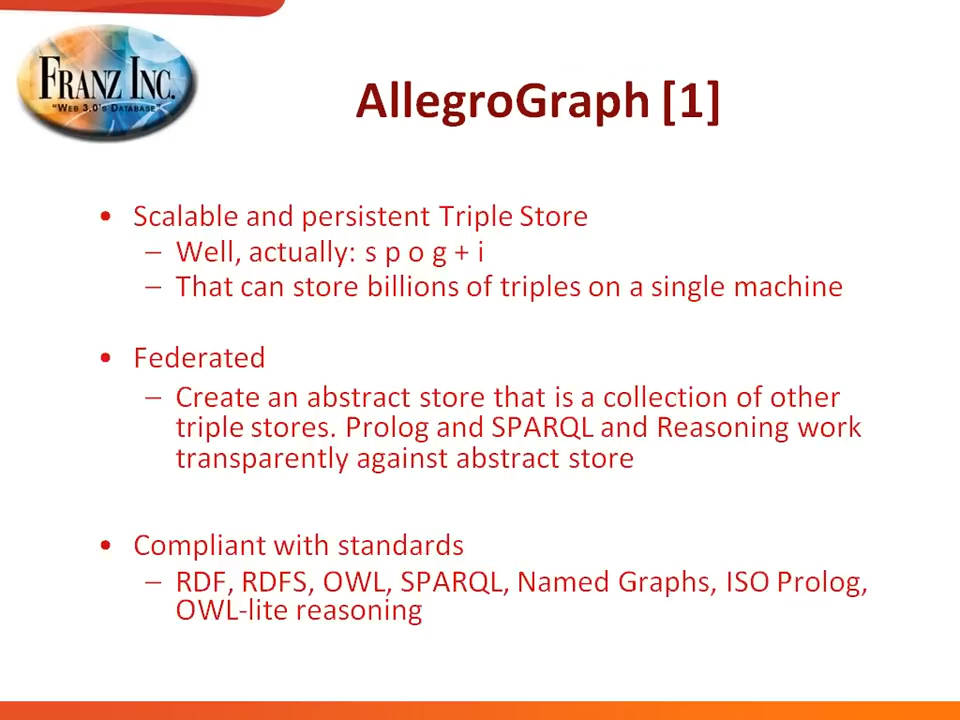 FRANZ INC.
"WEB 3.0'S DATABASE"
AllegroGraph [1]
• Scalable and persistent Triple Store
– Well, actually: s p o g + i
– That can store billions of triples on a single machine
• Federated
– Create an abstract store that is a collection of other
triple stores. Prolog and SPARQL and Reasoning work
transparently against abstract store
• Compliant with standards
– RDF, RDFS, OWL, SPARQL, Named Graphs, ISO Prolog,
OWL-lite reasoning